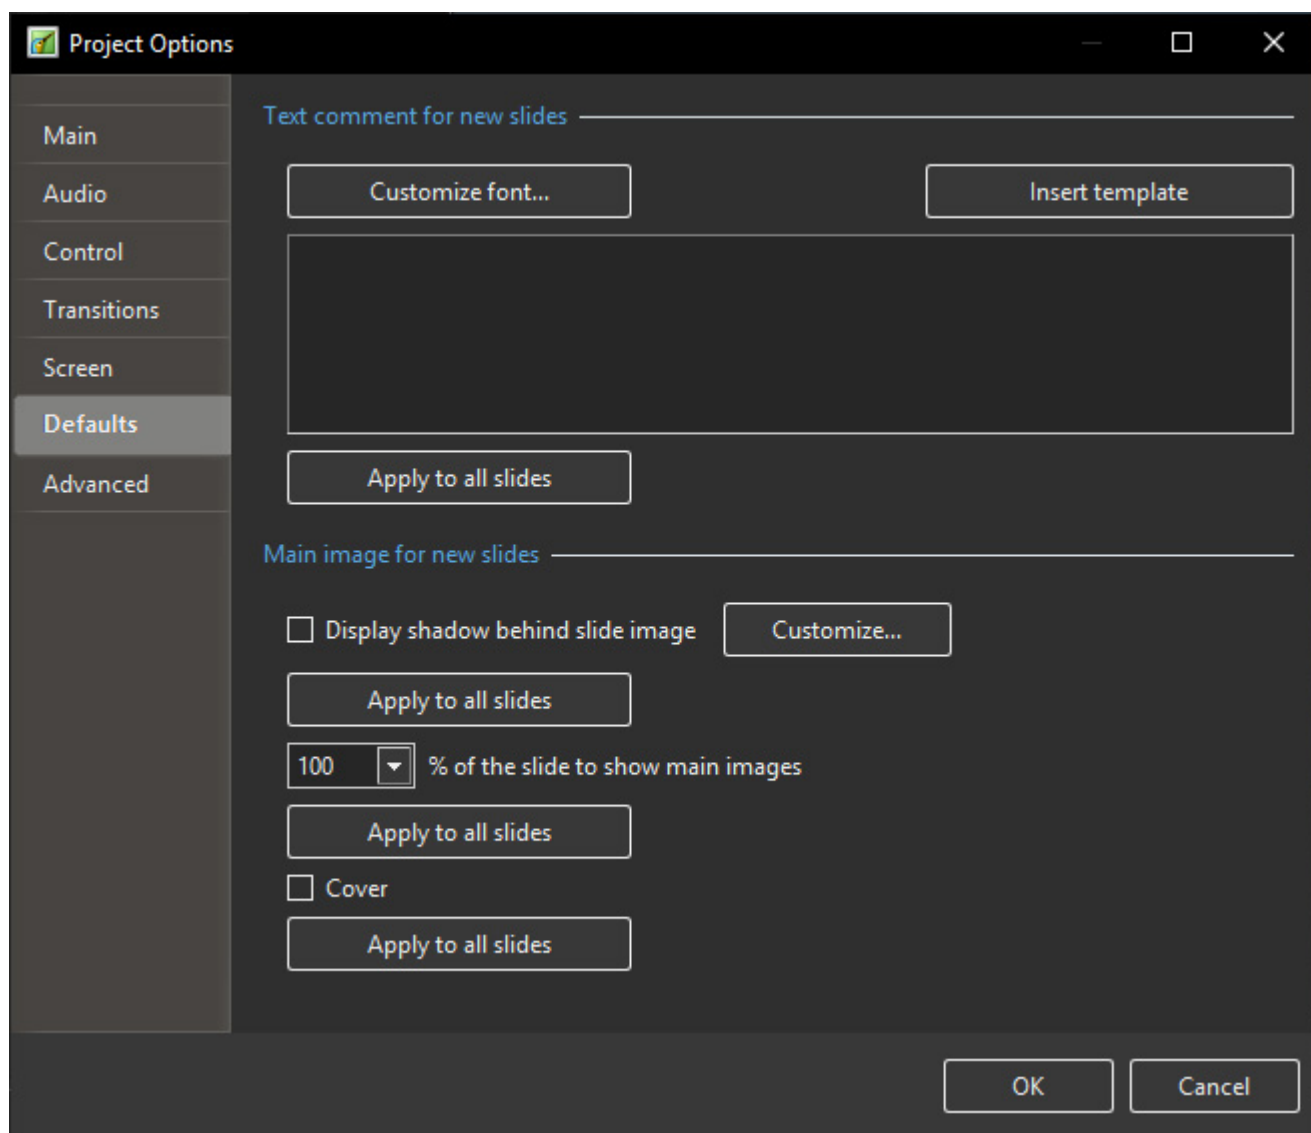 Project Options
Main
Audio
Control
Transitions
Screen
Defaults
Advanced
Text comment for new slides
Customize font... Insert template
Apply to all slides
Main image for new slides
Display shadow behind slide image Customize...
Apply to all slides
100 % of the slide to show main images
Apply to all slides
Cover
Apply to all slides
OK Cancel